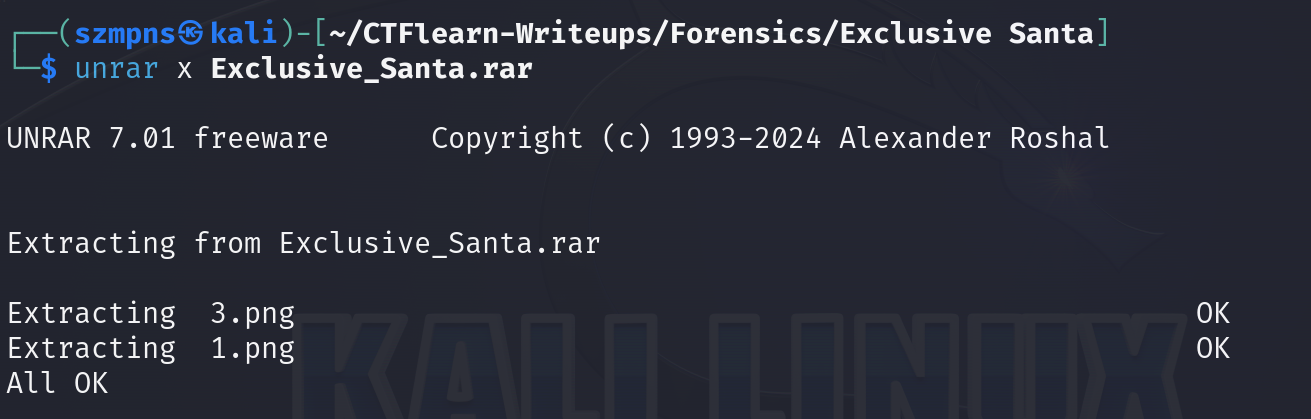 (szmpns㉿kali)-[~/CTFlearn-Writeups/Forensics/Exclusive Santa]
$ unrar x Exclusive_Santa.rar
UNRAR 7.01 freeware Copyright (c) 1993-2024 Alexander Roshal
Extracting from Exclusive_Santa.rar
Extracting 3.png OK
Extracting 1.png OK
All OK
KALI LINUX